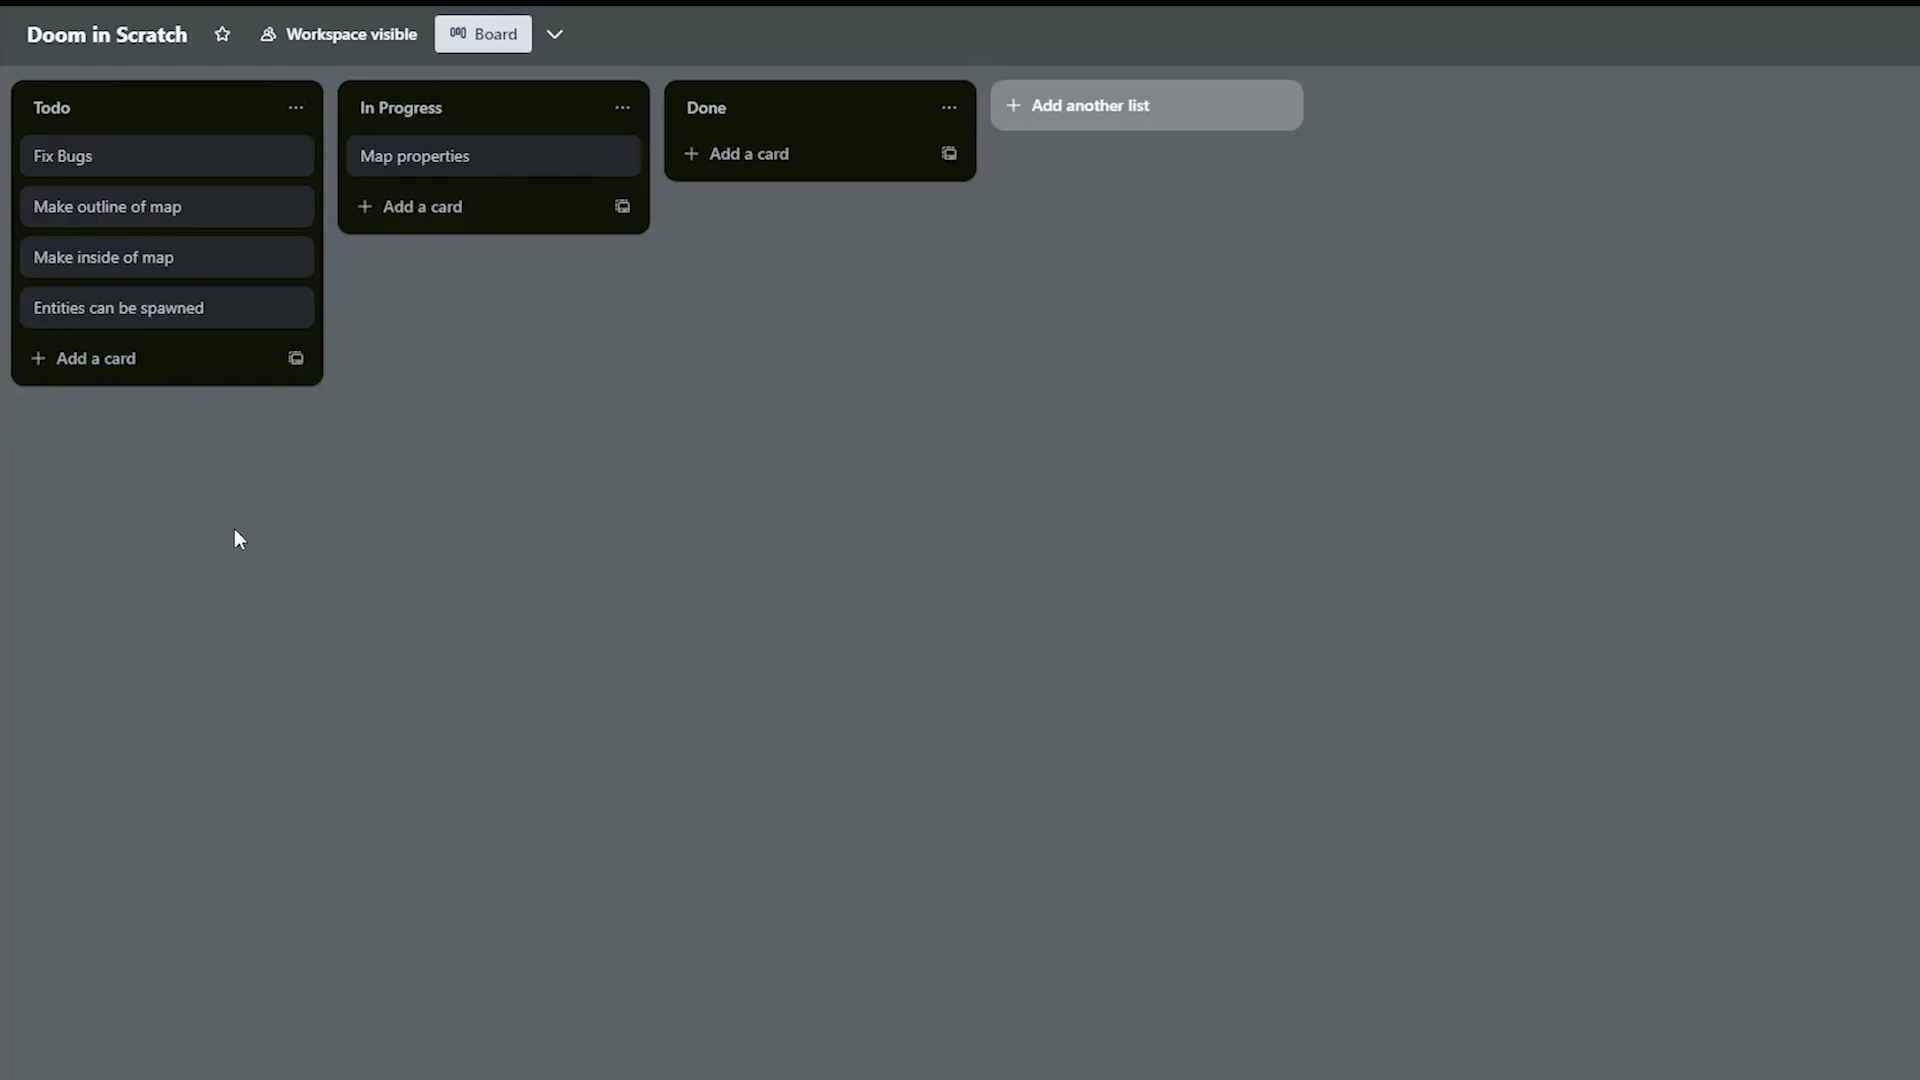 Doom in Scratch
Workspace visible
Board
Todo
Fix Bugs
Make outline of map
Make inside of map
Entities can be spawned
+ Add a card
In Progress
Map properties
+ Add a card
Done
+ Add a card
+ Add another list